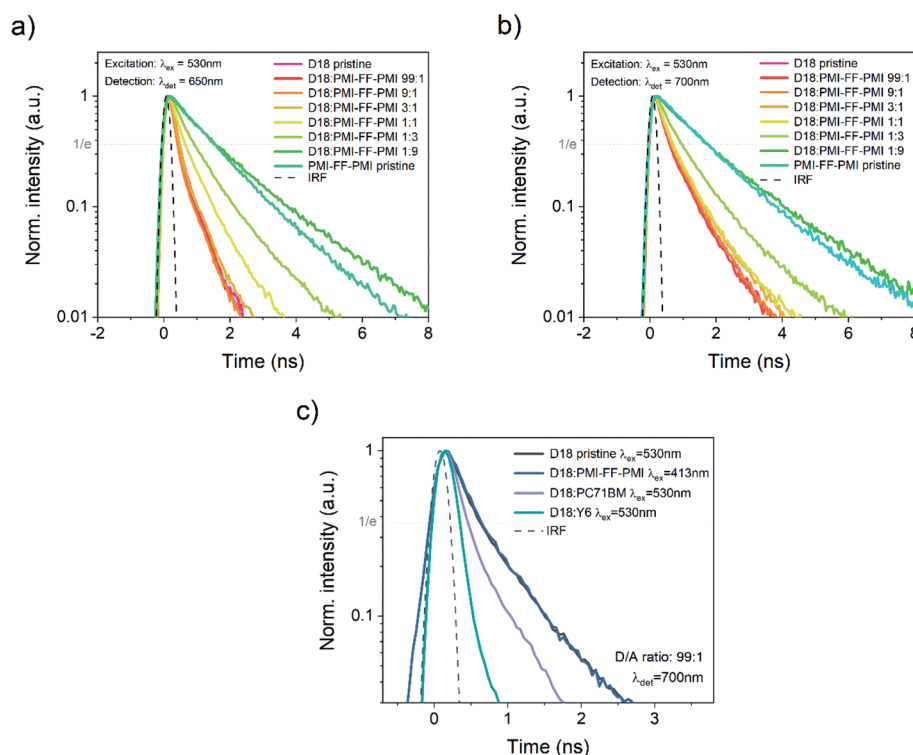 a)
Excitation: λex = 530nm
Detection: λdet = 650nm
D18 pristine
D18:PMI-FF-PMI 99:1
D18:PMI-FF-PMI 9:1
D18:PMI-FF-PMI 3:1
D18:PMI-FF-PMI 1:1
D18:PMI-FF-PMI 1:3
D18:PMI-FF-PMI 1:9
PMI-FF-PMI pristine
IRF
Norm. intensity (a.u.)
1
1/e
0.1
0.01
-2 0 2 4 6 8
Time (ns)
b)
Excitation: λex = 530nm
Detection: λdet = 700nm
D18 pristine
D18:PMI-FF-PMI 99:1
D18:PMI-FF-PMI 9:1
D18:PMI-FF-PMI 3:1
D18:PMI-FF-PMI 1:1
D18:PMI-FF-PMI 1:3
D18:PMI-FF-PMI 1:9
PMI-FF-PMI pristine
IRF
Norm. intensity (a.u.)
1
1/e
0.1
0.01
-2 0 2 4 6 8
Time (ns)
c)
D18 pristine λex=530nm
D18:PMI-FF-PMI λex=413nm
D18:PC71BM λex=530nm
D18:Y6 λex=530nm
IRF
Norm. intensity (a.u.)
1
1/e
0.1
D/A ratio: 99:1
λdet=700nm
0 1 2 3
Time (ns)